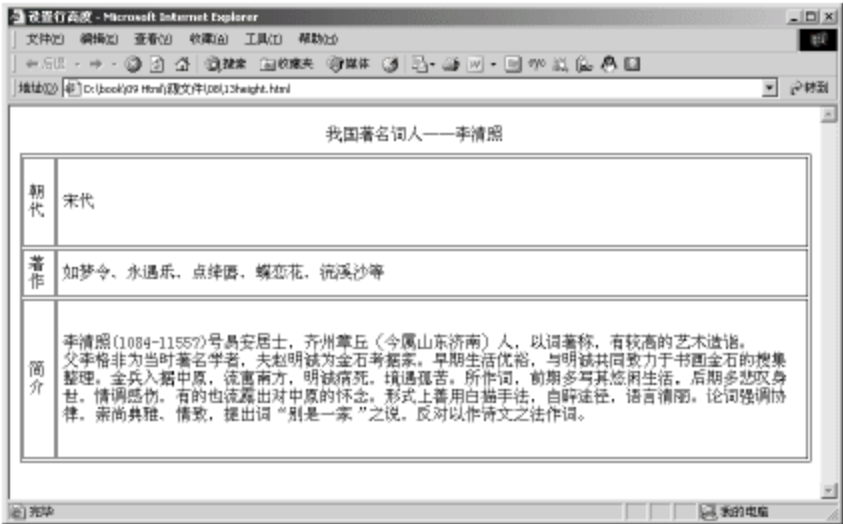 设置行高度 - Microsoft Internet Explorer
文件(F) 编辑(E) 查看(V) 收藏(A) 工具(T) 帮助(H)
后退 搜索 收藏夹 媒体
地址(D) D:\book\09 Html\源文件\08\13height.html 转到
我国著名词人——李清照
朝代 宋代
著作 如梦令、永遇乐、点绛唇、蝶恋花、浣溪沙等
简介
李清照(1084-1155?)号易安居士，齐州章丘（今属山东济南）人，以词著称，有较高的艺术造诣。
父李格非为当时著名学者，夫赵明诚为金石考据家。早期生活优裕，与明诚共同致力于书画金石的搜集
整理。金兵入据中原，流寓南方，明诚病死，境遇孤苦。所作词，前期多写其悠闲生活，后期多悲叹身
世，情调感伤，有的也流露出对中原的怀念。形式上善用白描手法，自辟途径，语言清丽。论词强调协
律，崇尚典雅、情致，提出词“别是一家”之说，反对以作诗文之法作词。
完毕 我的电脑